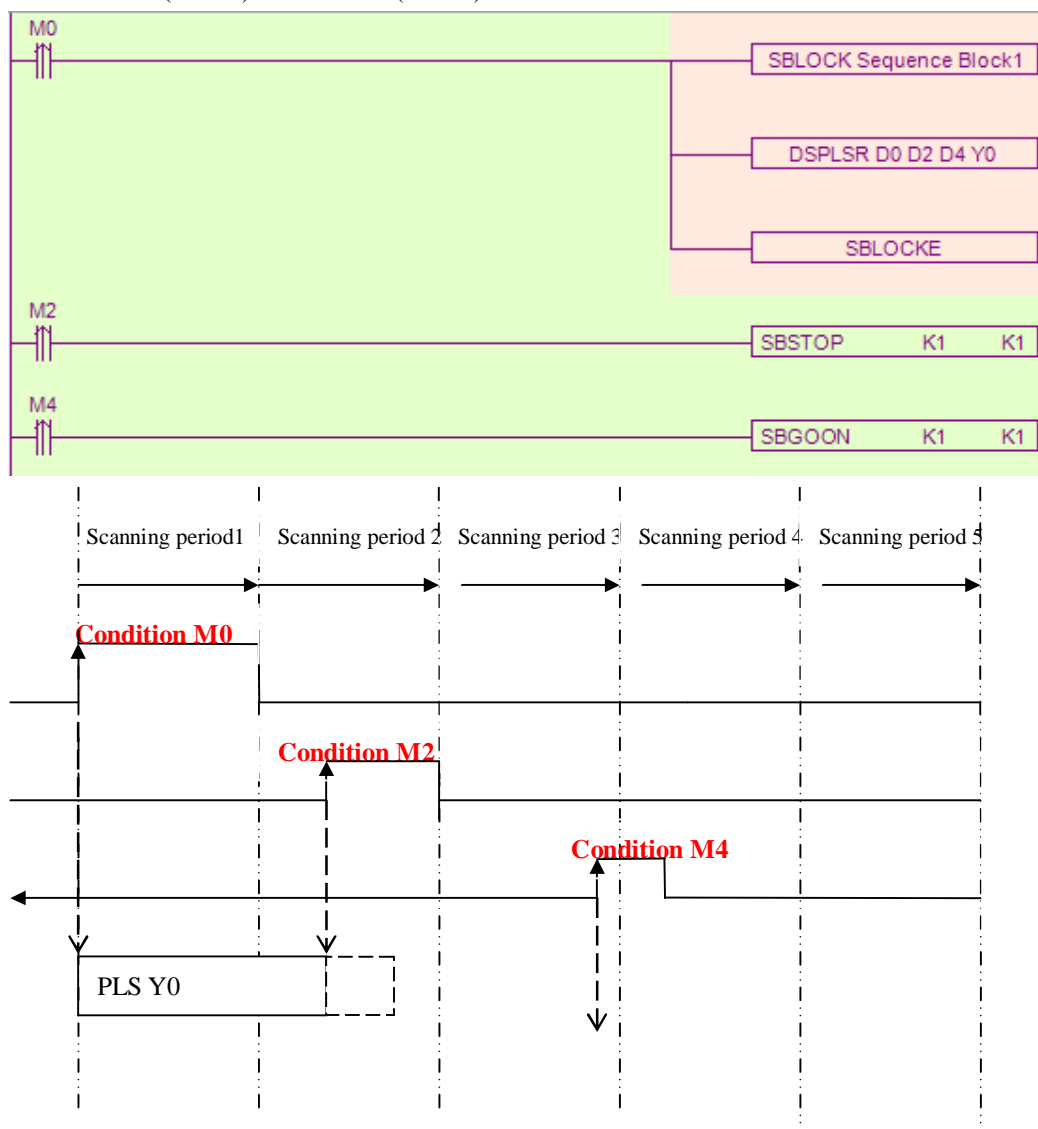 M0
SBLOCK Sequence Block1
DSPLSR D0 D2 D4 Y0
SBLOCKE
M2
SBSTOP K1 K1
M4
SBGOON K1 K1
Scanning period1 Scanning period 2 Scanning period 3 Scanning period 4 Scanning period 5
Condition M0
Condition M2
Condition M4
PLS Y0